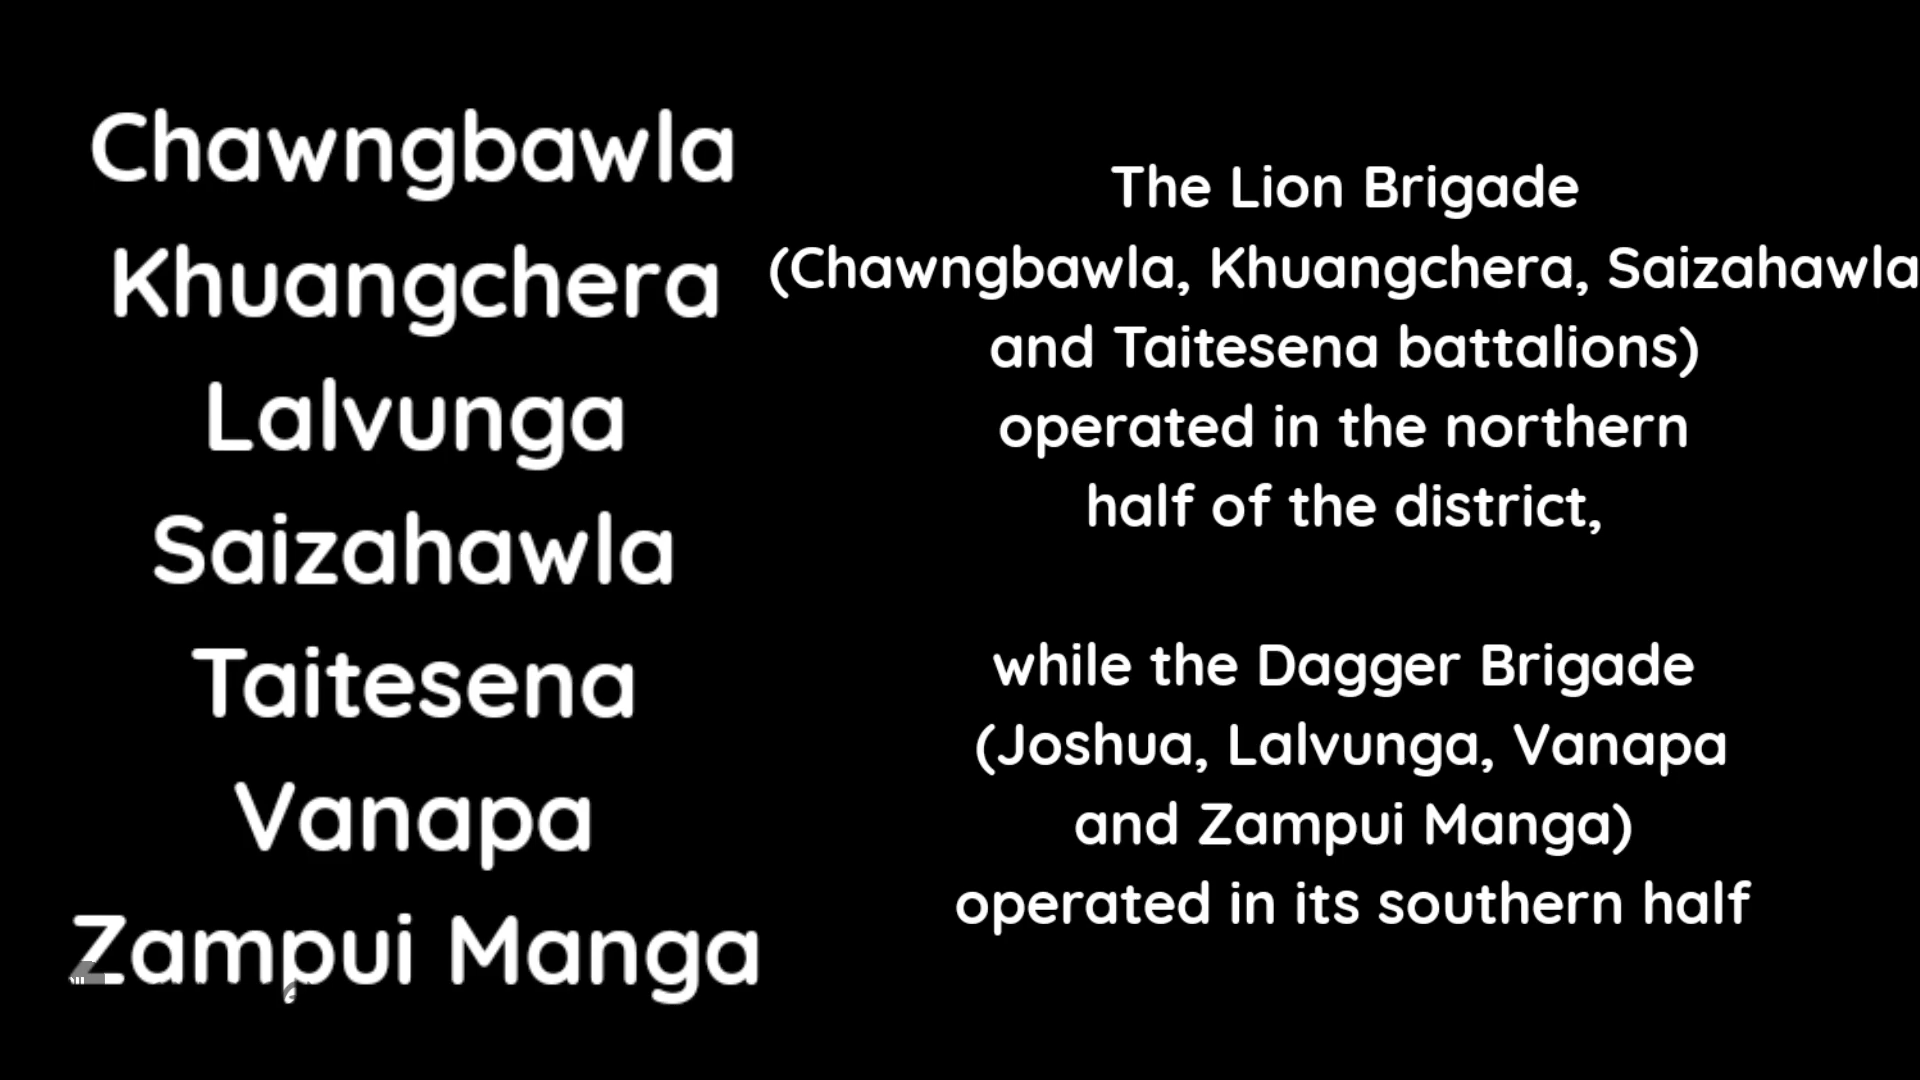 Chawngbawla
Khuangchera
Lalvunga
Saizahawla
Taitesena
Vanapa
Zampui Manga
The Lion Brigade
(Chawngbawla, Khuangchera, Saizahawla
and Taitesena battalions)
operated in the northern
half of the district,
while the Dagger Brigade
(Joshua, Lalvunga, Vanapa
and Zampui Manga)
operated in its southern half